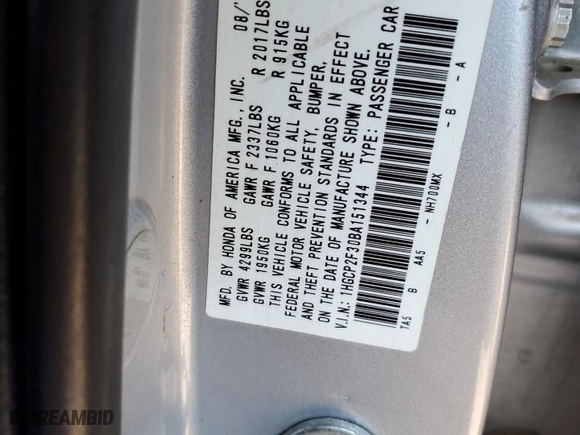 MFD. BY HONDA OF AMERICA MFG., INC. 08/
GVWR 4299LBS GAWR F 2337LBS R 2017LBS
GVWR 1950KG GAWR F 1060KG R 915KG
THIS VEHICLE CONFORMS TO ALL APPLICABLE
FEDERAL MOTOR VEHICLE SAFETY, BUMPER,
AND THEFT PREVENTION STANDARDS IN EFFECT
ON THE DATE OF MANUFACTURE SHOWN ABOVE.
V.I.N.: 1HGCP2F30BA151344 TYPE: PASSENGER CAR
TA5 B AA5 - NH700MX - B - A
DREAMBID